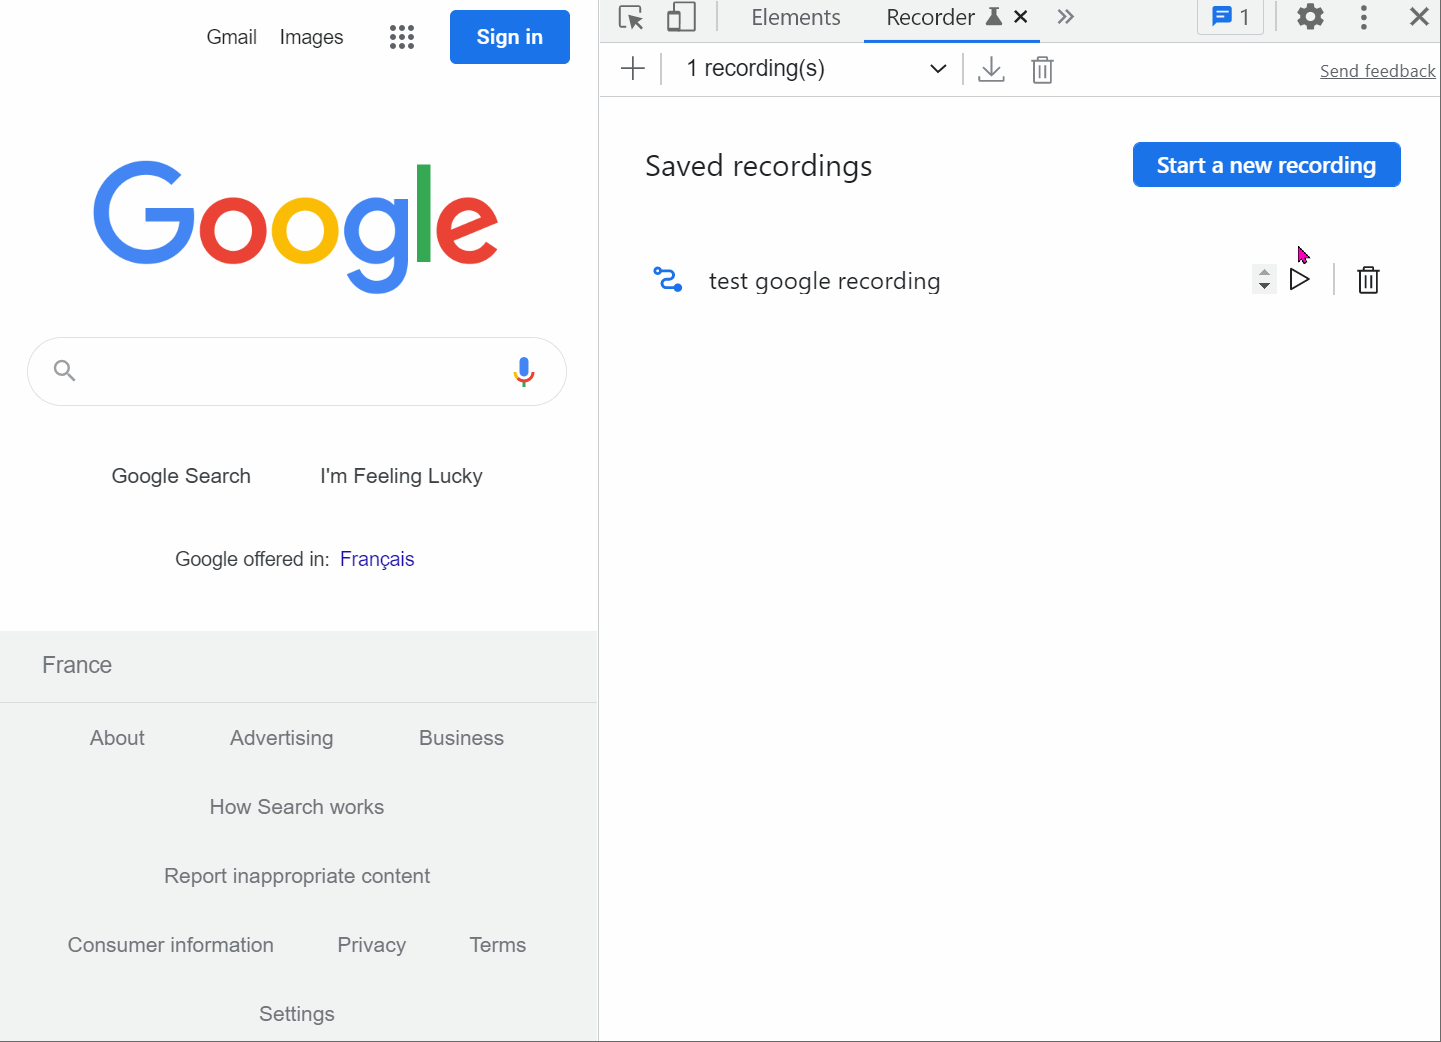 Gmail Images Sign in
Google
Google Search I'm Feeling Lucky
Google offered in: Français
France
About Advertising Business
How Search works
Report inappropriate content
Consumer information Privacy Terms
Settings
Elements Recorder 1
1 recording(s) Send feedback
Saved recordings Start a new recording
test google recording